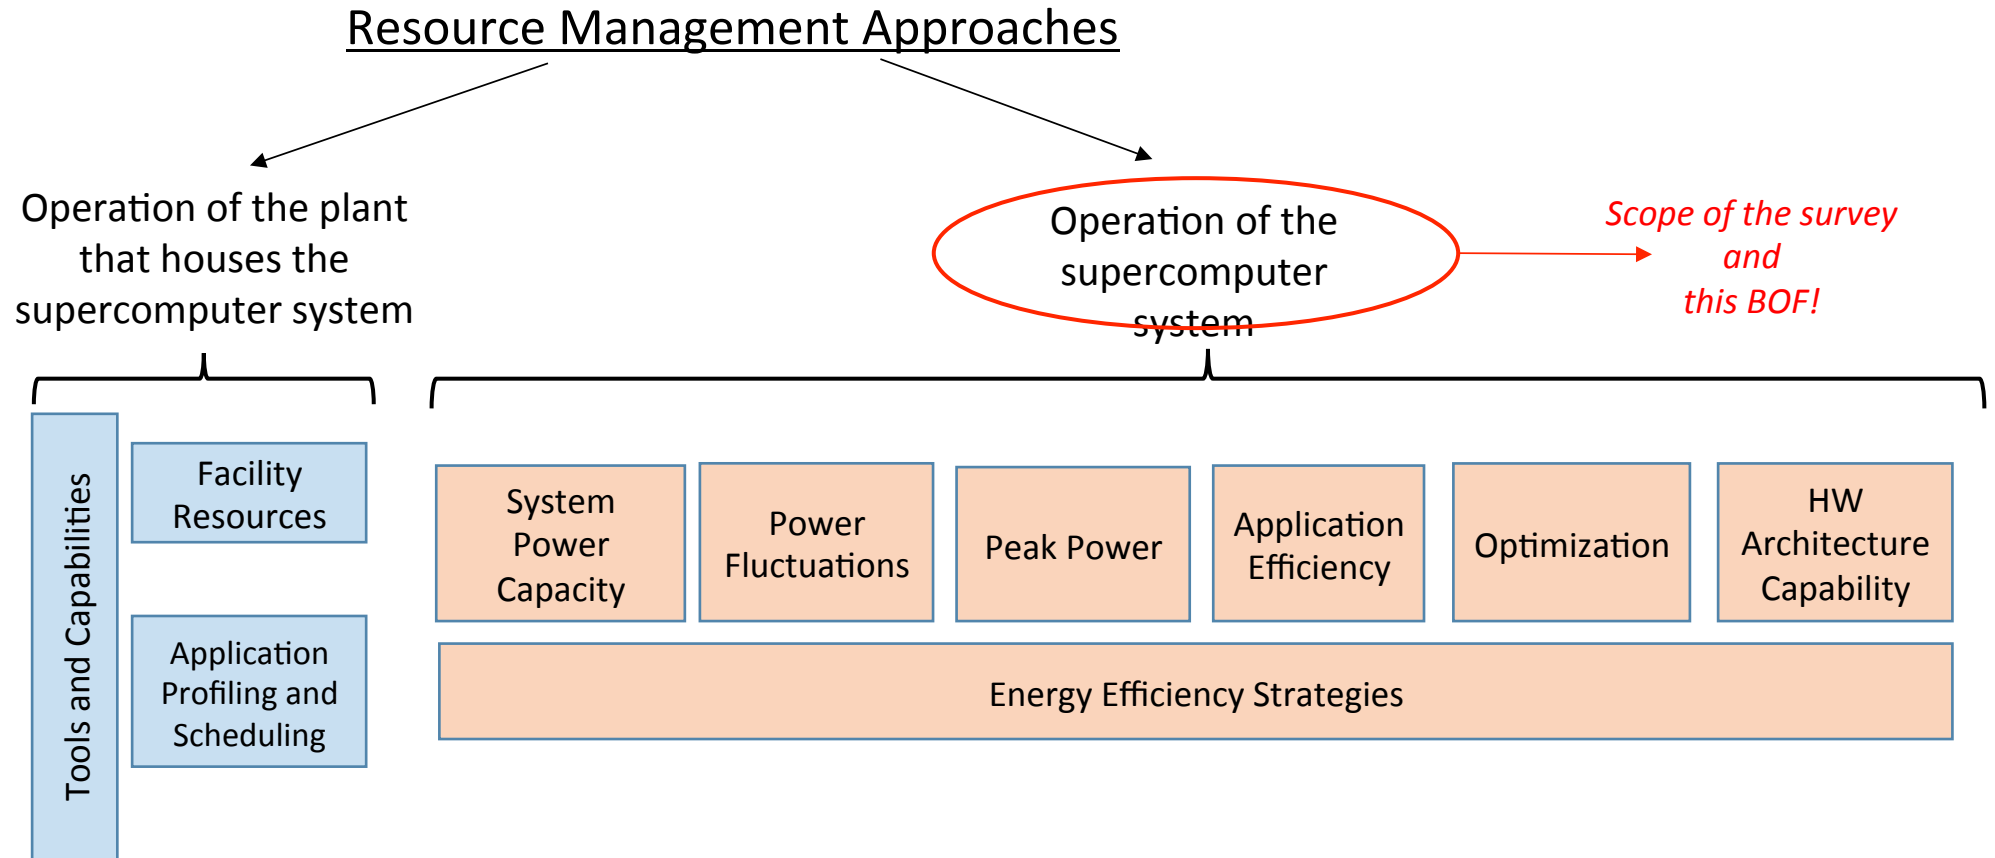 Resource Management Approaches
Operation of the plant
that houses the
supercomputer system
Operation of the
supercomputer
system
Scope of the survey
and
this BOF!
Tools and Capabilities
Facility
Resources
Application
Profiling and
Scheduling
System
Power
Capacity
Power
Fluctuations
Peak Power
Application
Efficiency
Optimization
HW
Architecture
Capability
Energy Efficiency Strategies